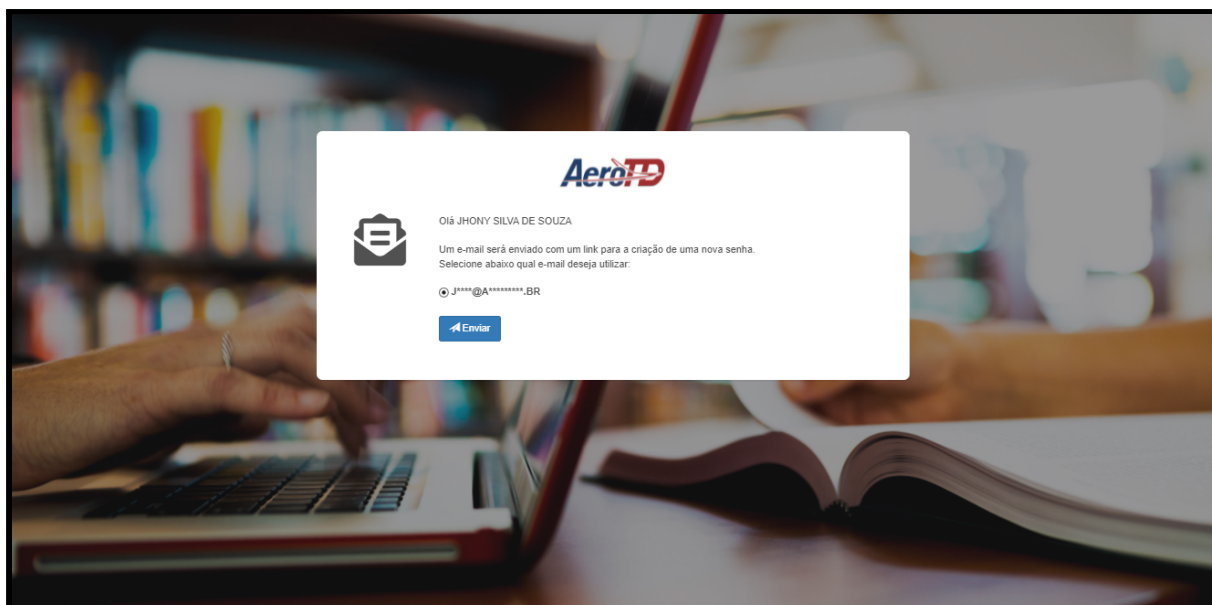 AeroTD
Olá JHONY SILVA DE SOUZA
Um e-mail será enviado com um link para a criação de uma nova senha.
Selecione abaixo qual e-mail deseja utilizar:
J****@A*********.BR
Enviar